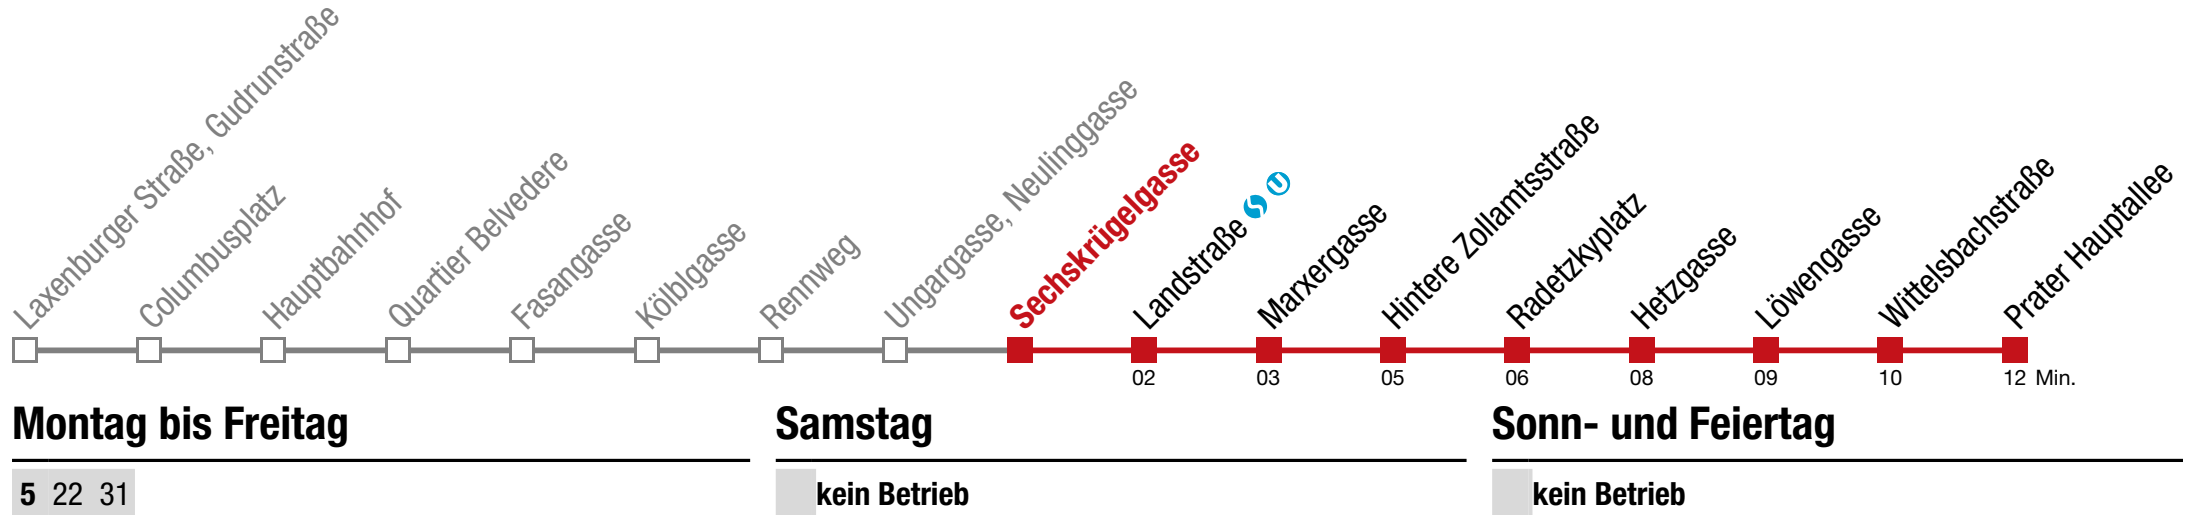 Laxenburger Straße, Gudrunstraße
Columbusplatz
Hauptbahnhof
Quartier Belvedere
Fasangasse
Kölblgasse
Rennweg
Ungargasse, Neulinggasse
Sechskrügelgasse
Landstraße S U
Marxergasse
Hintere Zollamtsstraße
Radetzkyplatz
Hetzgasse
Löwengasse
Wittelsbachstraße
Prater Hauptallee
02 03 05 06 08 09 10 12 Min.
Montag bis Freitag
5 22 31
Samstag
kein Betrieb
Sonn- und Feiertag
kein Betrieb